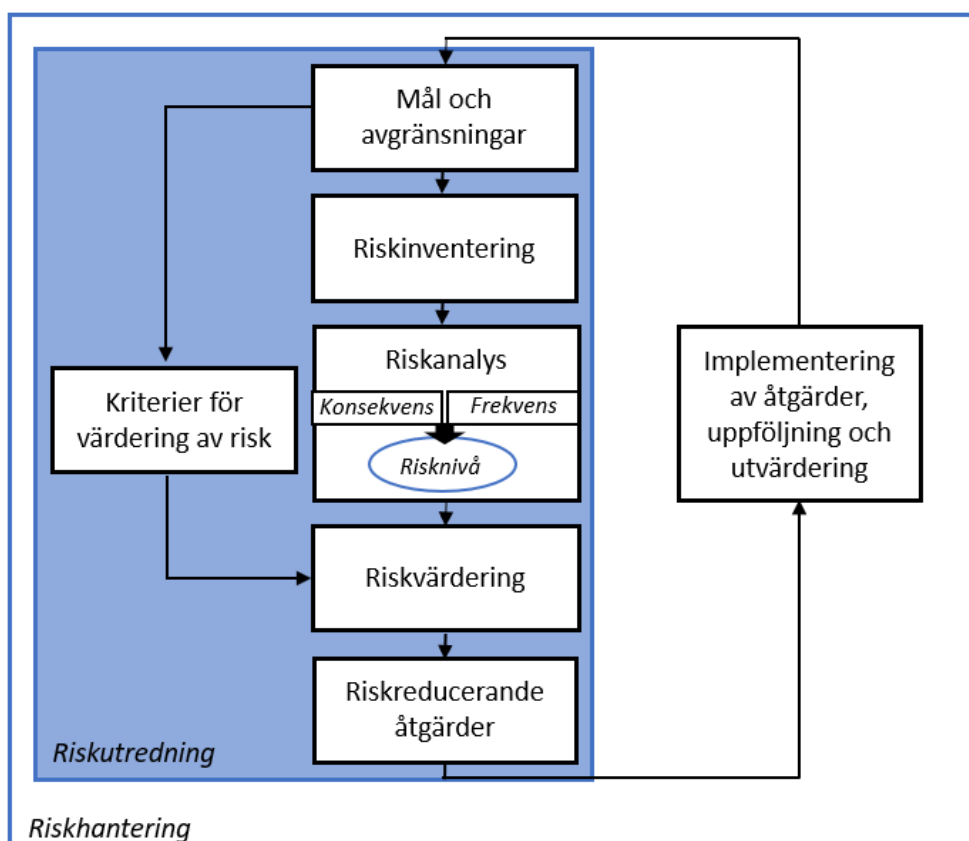 Mål och
avgränsningar
Riskinventering
Riskanalys
Konsekvens
Frekvens
Risknivå
Kriterier för
värdering av risk
Implementering
av åtgärder,
uppföljning och
utvärdering
Riskvärdering
Riskreducerande
åtgärder
Riskutredning
Riskhantering